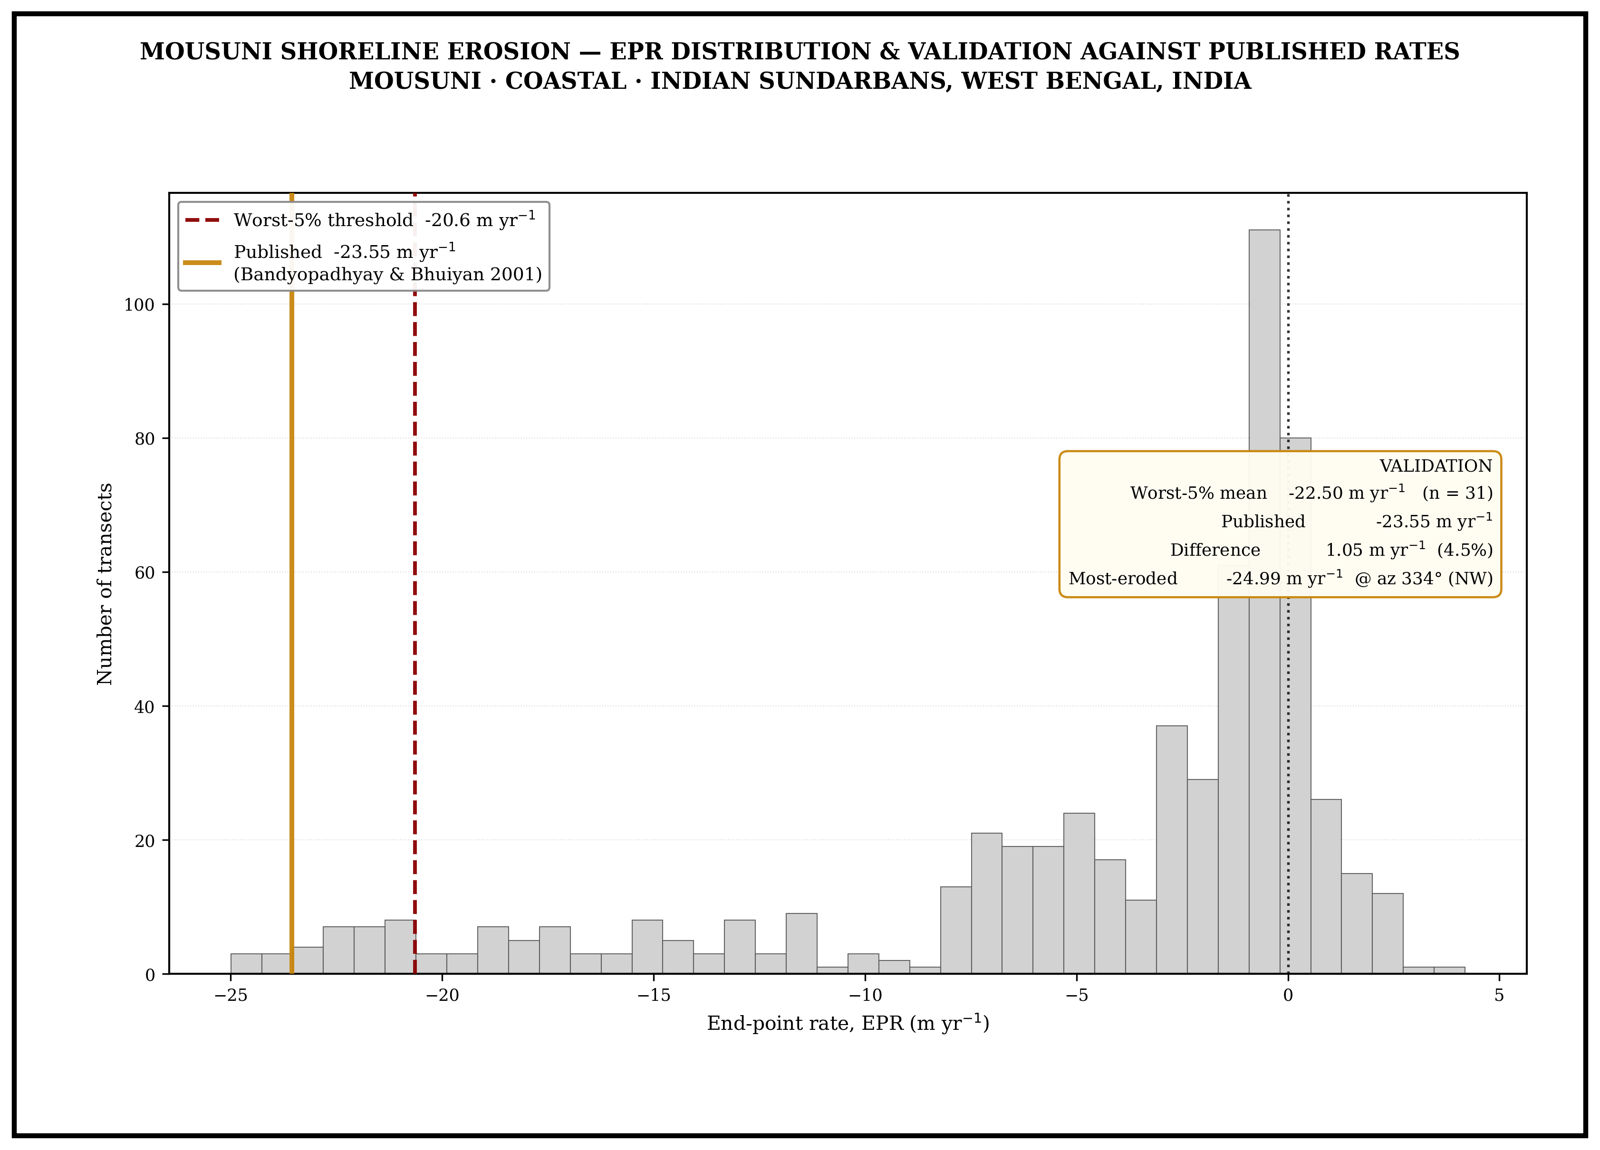 MOUSUNI SHORELINE EROSION — EPR DISTRIBUTION & VALIDATION AGAINST PUBLISHED RATES
MOUSUNI · COASTAL · INDIAN SUNDARBANS, WEST BENGAL, INDIA
Worst-5% threshold -20.6 m yr⁻¹
Published -23.55 m yr⁻¹
(Bandyopadhyay & Bhuiyan 2001)
VALIDATION
Worst-5% mean -22.50 m yr⁻¹ (n = 31)
Published -23.55 m yr⁻¹
Difference 1.05 m yr⁻¹ (4.5%)
Most-eroded -24.99 m yr⁻¹ @ az 334° (NW)
Number of transects
100
80
60
40
20
0
−25 −20 −15 −10 −5 0 5
End-point rate, EPR (m yr⁻¹)